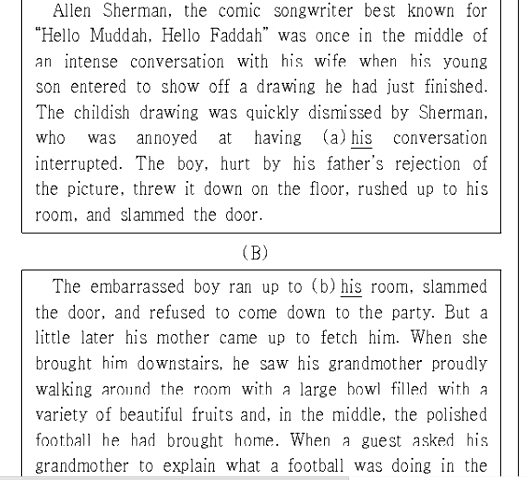 Allen Sherman, the comic songwriter best known for
“Hello Muddah, Hello Faddah” was once in the middle of
an intense conversation with his wife when his young
son entered to show off a drawing he had just finished.
The childish drawing was quickly dismissed by Sherman,
who was annoyed at having (a) his conversation
interrupted. The boy, hurt by his father's rejection of
the picture, threw it down on the floor, rushed up to his
room, and slammed the door.
(B)
The embarrassed boy ran up to (b) his room, slammed
the door, and refused to come down to the party. But a
little later his mother came up to fetch him. When she
brought him downstairs, he saw his grandmother proudly
walking around the room with a large bowl filled with a
variety of beautiful fruits and, in the middle, the polished
football he had brought home. When a guest asked his
grandmother to explain what a football was doing in the